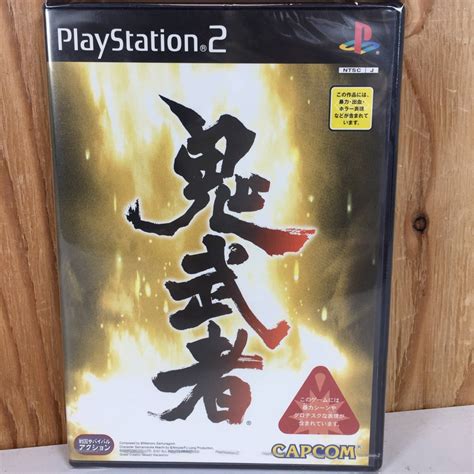 PlayStation®2
NTSC J
この作品には、
暴力・出血・
ホラー表現
などが含まれて
います。
鬼武者
このゲームには
暴力シーンや
グロテスクな表現が
含まれています。
戦国サバイバル
アクション
CAPCOM